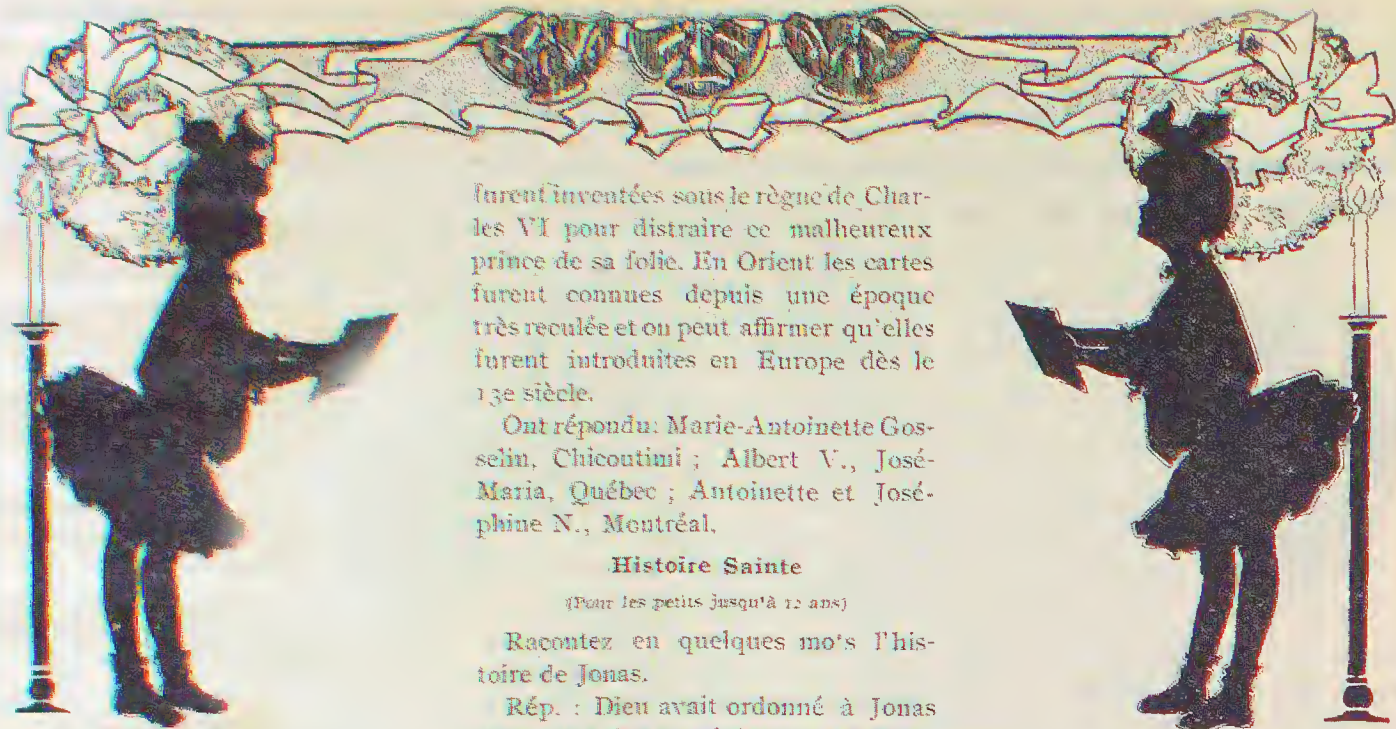 furent inventées sous le règne de Char-
les VI pour distraire ce malheureux
prince de sa folie. En Orient les cartes
furent connues depuis une époque
très reculée et on peut affirmer qu'elles
furent introduites en Europe dès le
13e siècle.
Ont répondu: Marie-Antoinette Gos-
selin, Chicoutimi ; Albert V., José-
Maria, Québec ; Antoinette et José-
phine N., Montréal.
Histoire Sainte
(Pour les petits jusqu'à 12 ans)
Racontez en quelques mo's l'his-
toire de Jonas.
Rép. : Dieu avait ordonné à Jonas